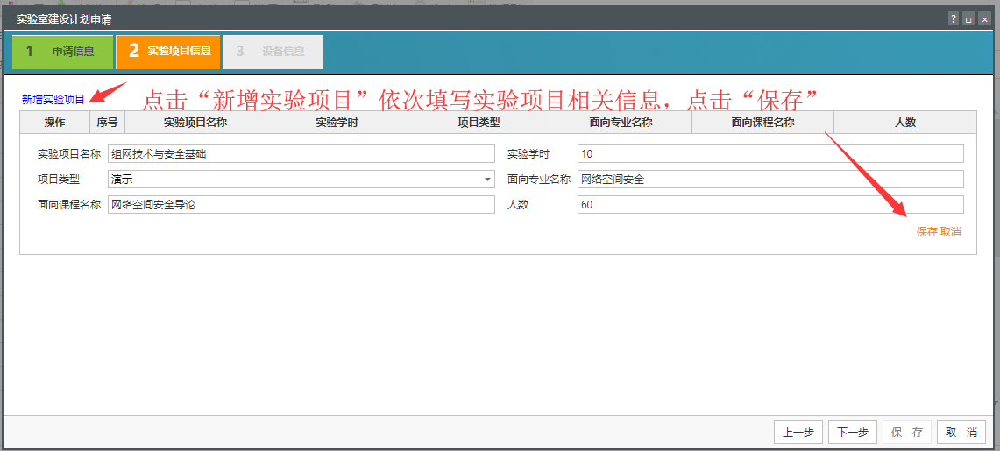 实验室建设计划申请
1 申请信息 2 实验项目信息 3 设备信息
新增实验项目
点击“新增实验项目”依次填写实验项目相关信息，点击“保存”
操作 序号 实验项目名称 实验学时 项目类型 面向专业名称 面向课程名称 人数
实验项目名称 组网技术与安全基础 实验学时 10
项目类型 演示 面向专业名称 网络空间安全
面向课程名称 网络空间安全导论 人数 60
保存 取消
上一步 下一步 保 存 取 消